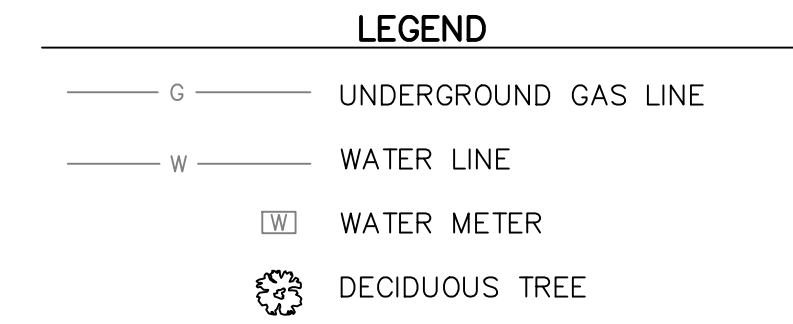 LEGEND
G UNDERGROUND GAS LINE
W WATER LINE
W WATER METER
DECIDUOUS TREE